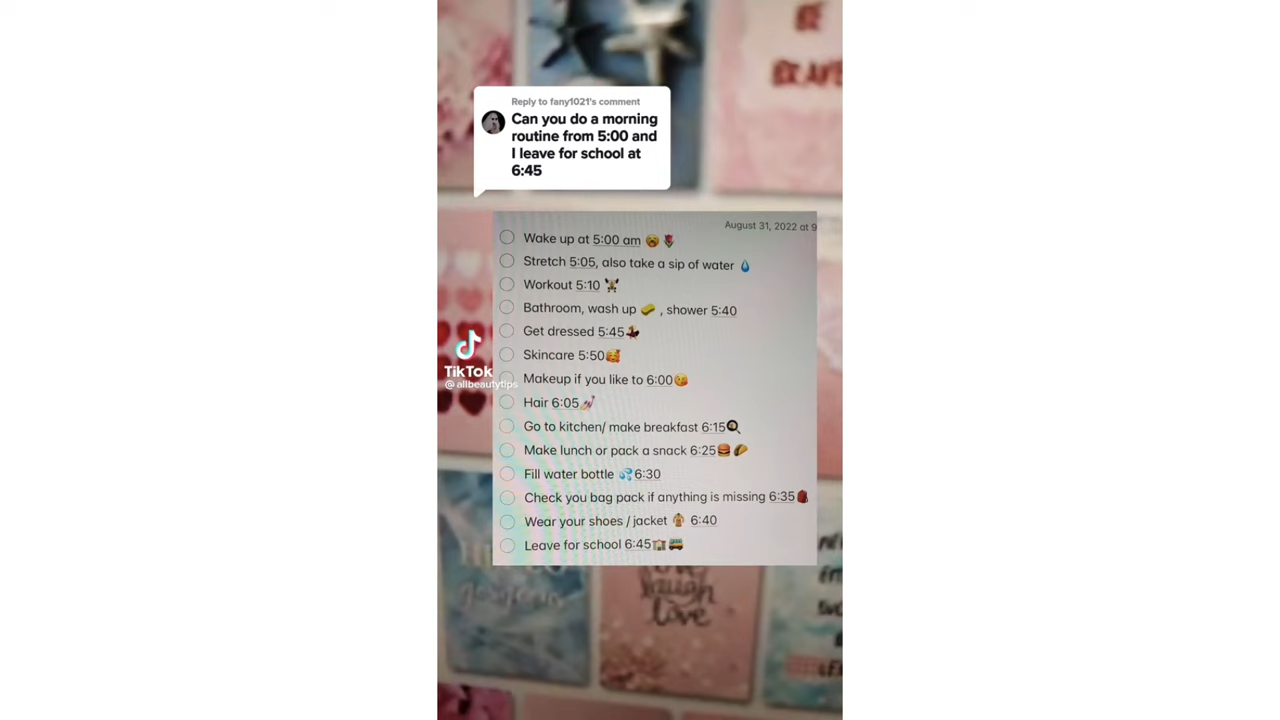 BE
BRAVE
Reply to fany1021's comment
Can you do a morning
routine from 5:00 and
I leave for school at
6:45
August 31, 2022 at 9
Wake up at 5:00 am 😫🌷
Stretch 5:05, also take a sip of water 💧
Workout 5:10 🏋️
Bathroom, wash up 🧽 , shower 5:40
Get dressed 5:45💃
Skincare 5:50🥰
Makeup if you like to 6:00😘
Hair 6:05💅
Go to kitchen/ make breakfast 6:15🍳
Make lunch or pack a snack 6:25🍔🌮
Fill water bottle 💦6:30
Check you bag pack if anything is missing 6:35🎒
Wear your shoes / jacket 🧥 6:40
Leave for school 6:45🏫🚌
TikTok
@allbeautytips
laugh
love